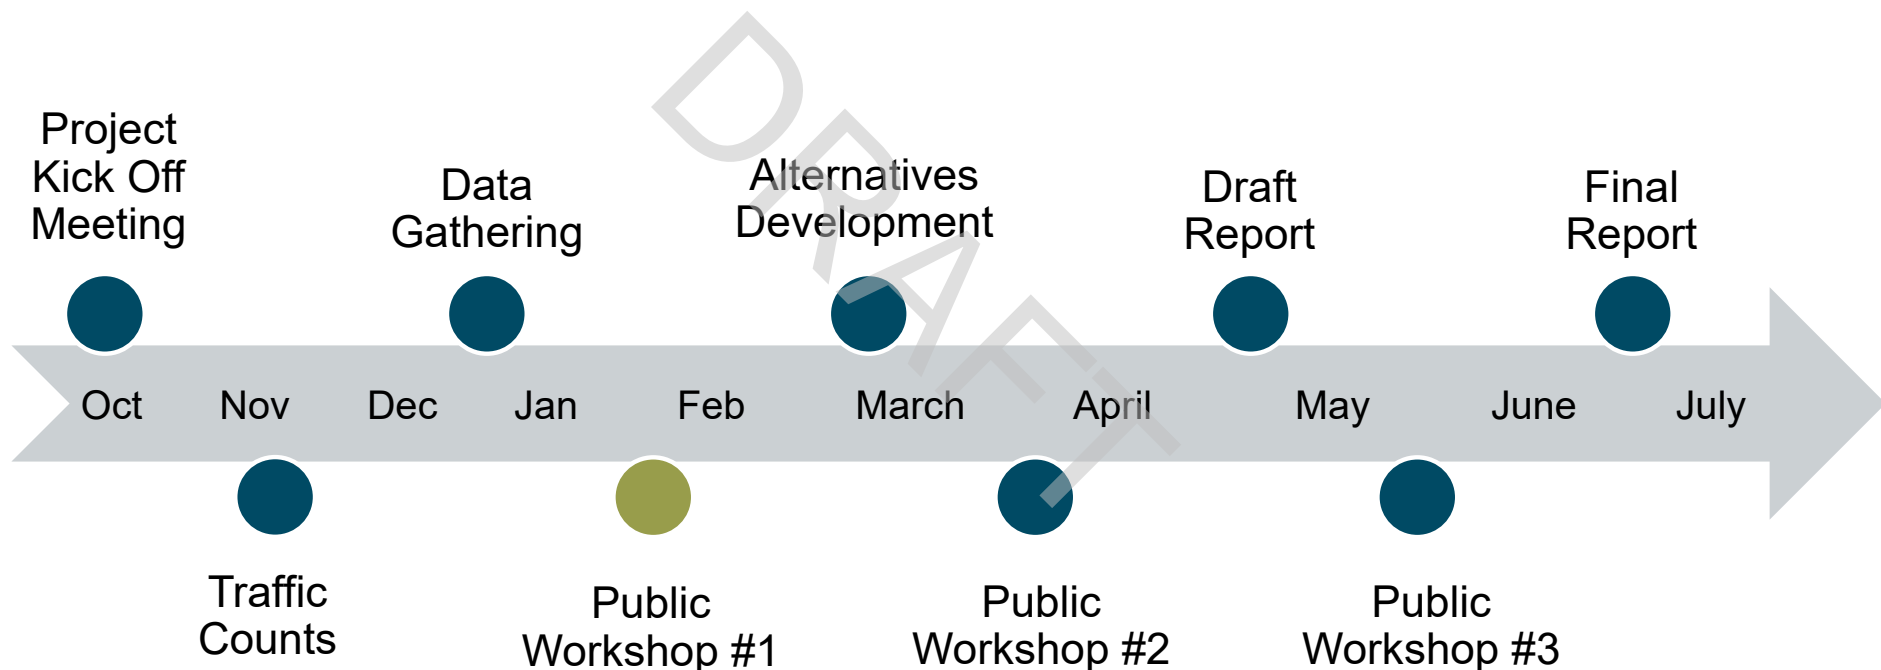 Project
Kick Off
Meeting
Data
Gathering
Alternatives
Development
Draft
Report
Final
Report
DRAFT
Oct Nov Dec Jan Feb March April May June July
Traffic
Counts
Public
Workshop #1
Public
Workshop #2
Public
Workshop #3